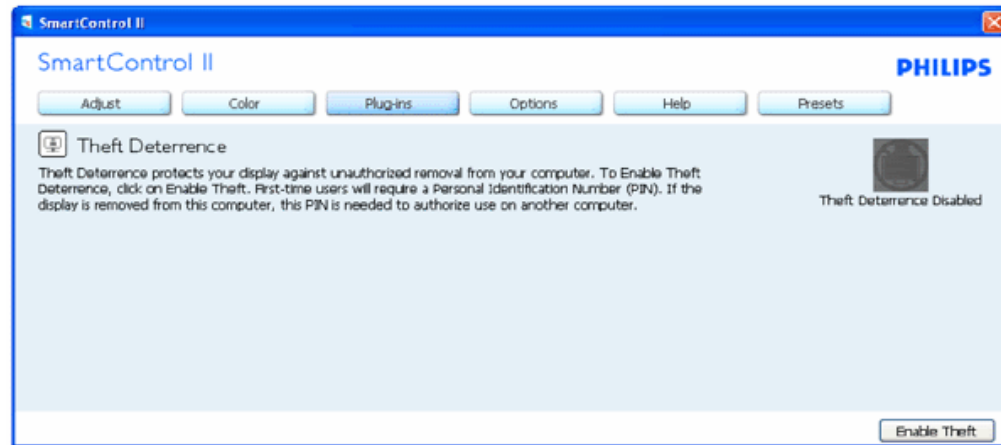 SmartControl II
SmartControl II
PHILIPS
Adjust Color Plug-ins Options Help Presets
Theft Deterrence
Theft Deterrence protects your display against unauthorized removal from your computer. To Enable Theft
Deterrence, click on Enable Theft. First-time users will require a Personal Identification Number (PIN). If the
display is removed from this computer, this PIN is needed to authorize use on another computer.
Theft Deterrence Disabled
Enable Theft